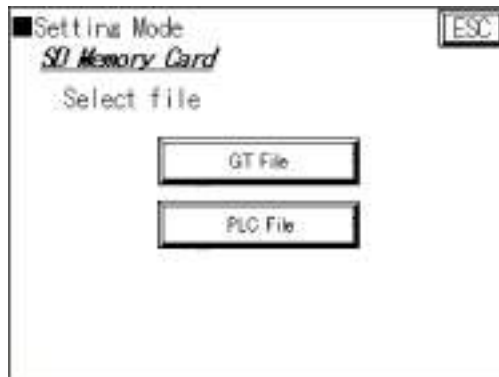 ■Setting Mode
ESC
SD Memory Card
Select file
GT File
PLC File